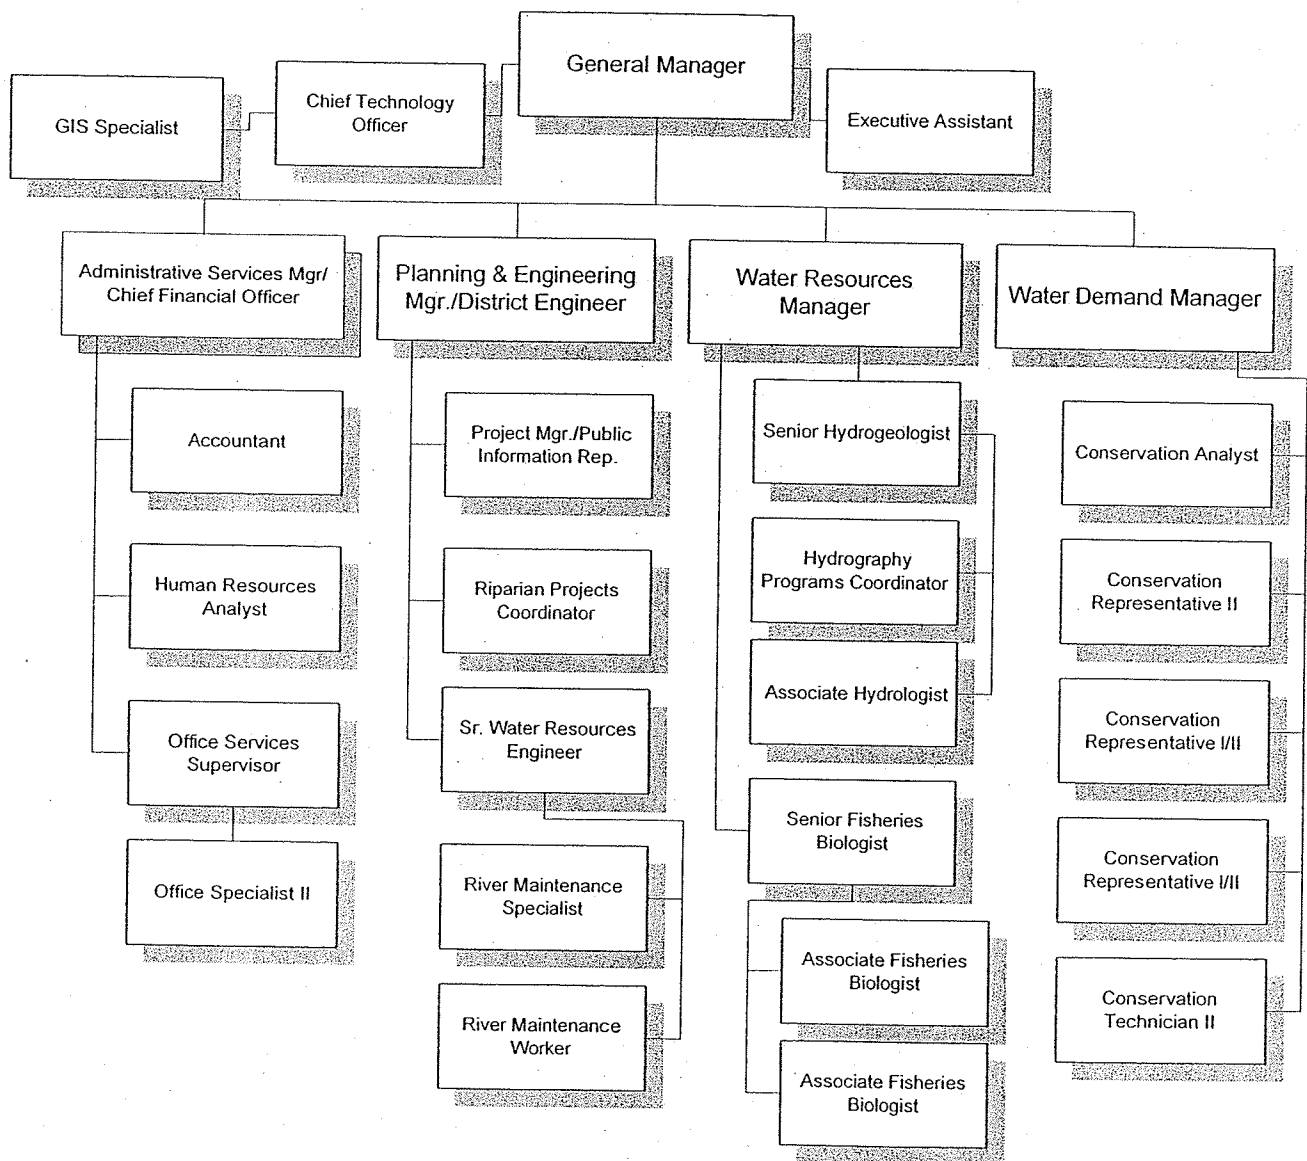 General Manager
Chief Technology
Officer
GIS Specialist
Executive Assistant
Administrative Services Mgr/
Chief Financial Officer
Planning & Engineering
Mgr./District Engineer
Water Resources
Manager
Water Demand Manager
Accountant
Human Resources
Analyst
Office Services
Supervisor
Office Specialist II
Project Mgr./Public
Information Rep.
Riparian Projects
Coordinator
Sr. Water Resources
Engineer
River Maintenance
Specialist
River Maintenance
Worker
Senior Hydrogeologist
Hydrography
Programs Coordinator
Associate Hydrologist
Senior Fisheries
Biologist
Associate Fisheries
Biologist
Associate Fisheries
Biologist
Conservation Analyst
Conservation
Representative II
Conservation
Representative I/II
Conservation
Representative I/II
Conservation
Technician II